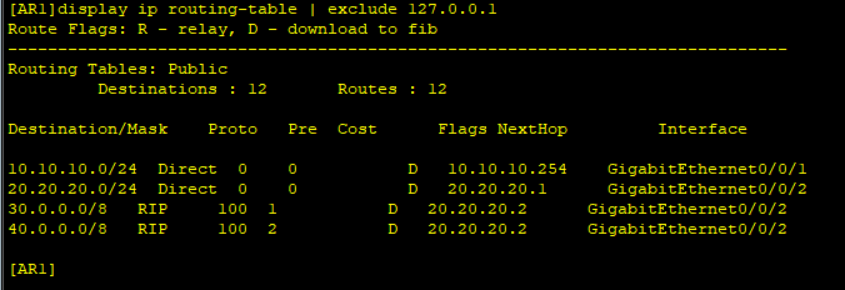 [AR1]display ip routing-table | exclude 127.0.0.1
Route Flags: R - relay, D - download to fib
------------------------------------------------------------------------------
Routing Tables: Public
         Destinations : 12       Routes : 12

Destination/Mask    Proto   Pre  Cost      Flags NextHop         Interface

10.10.10.0/24  Direct  0    0           D   10.10.10.254    GigabitEthernet0/0/1
20.20.20.0/24  Direct  0    0           D   20.20.20.1      GigabitEthernet0/0/2
30.0.0.0/8   RIP     100  1           D   20.20.20.2      GigabitEthernet0/0/2
40.0.0.0/8   RIP     100  2           D   20.20.20.2      GigabitEthernet0/0/2

[AR1]